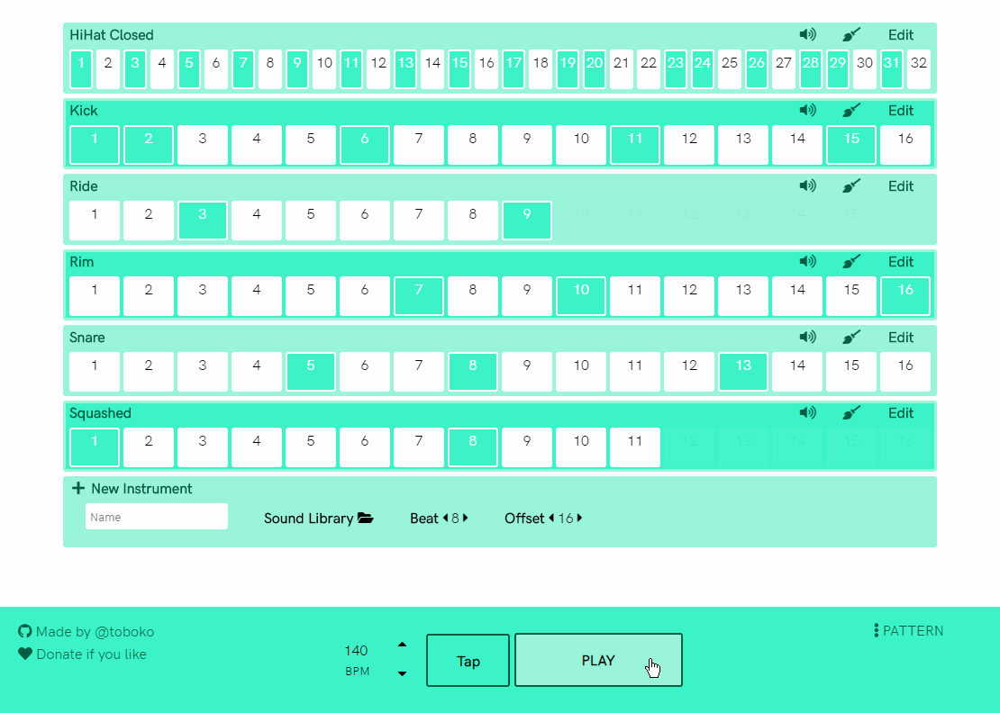 HiHat Closed Edit
1 2 3 4 5 6 7 8 9 10 11 12 13 14 15 16 17 18 19 20 21 22 23 24 25 26 27 28 29 30 31 32
Kick Edit
1 2 3 4 5 6 7 8 9 10 11 12 13 14 15 16
Ride Edit
1 2 3 4 5 6 7 8 9 10 11 12 13 14 15
Rim Edit
1 2 3 4 5 6 7 8 9 10 11 12 13 14 15 16
Snare Edit
1 2 3 4 5 6 7 8 9 10 11 12 13 14 15 16
Squashed Edit
1 2 3 4 5 6 7 8 9 10 11 12 13 14 15 16
New Instrument
Name Sound Library Beat 8 Offset 16
Made by @toboko
Donate if you like
140
BPM
Tap
PLAY
PATTERN